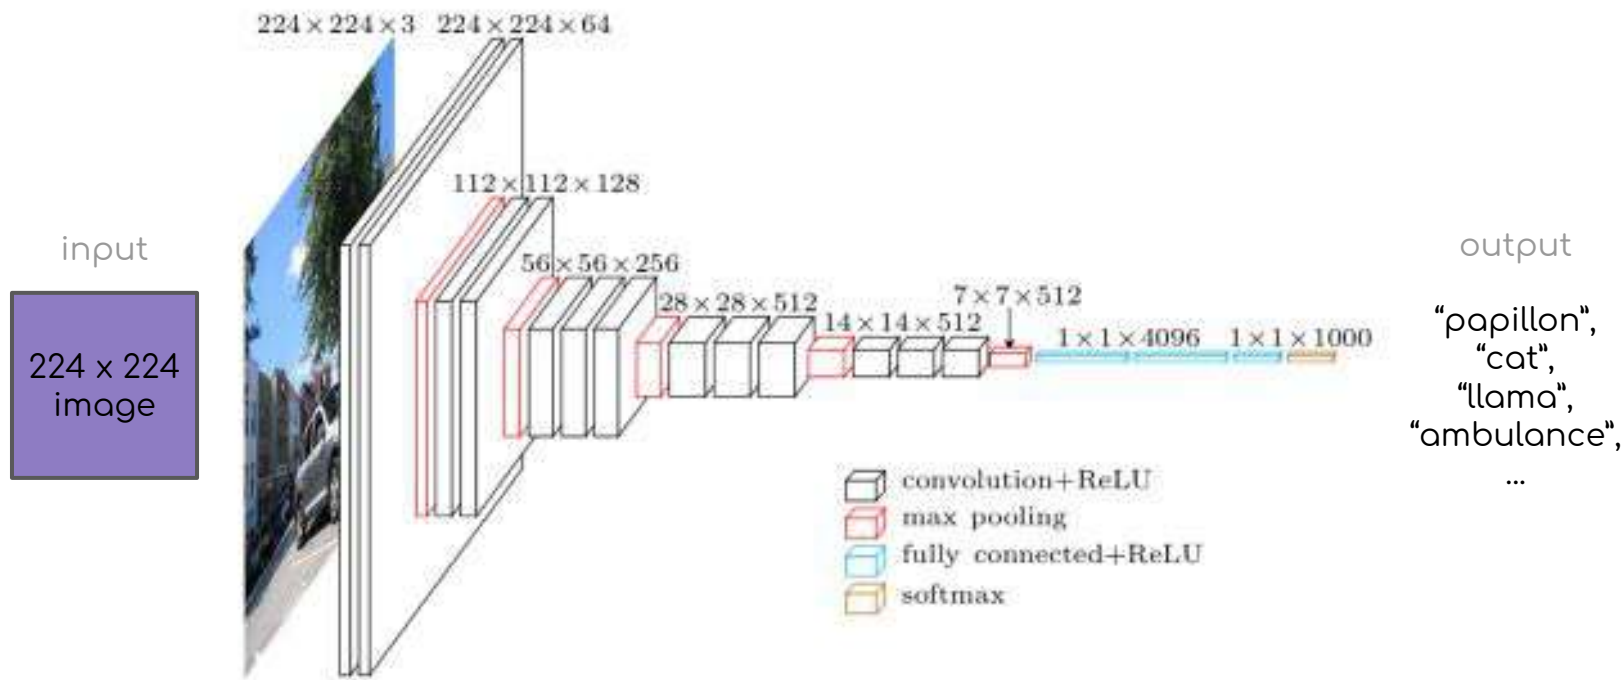 224 × 224 × 3
224 × 224 × 64
112 × 112 × 128
56 × 56 × 256
28 × 28 × 512
14 × 14 × 512
7 × 7 × 512
1 × 1 × 4096
1 × 1 × 1000
input
224 x 224
image
convolution+ReLU
max pooling
fully connected+ReLU
softmax
output
“papillon”,
“cat”,
“llama”,
“ambulance”,
...